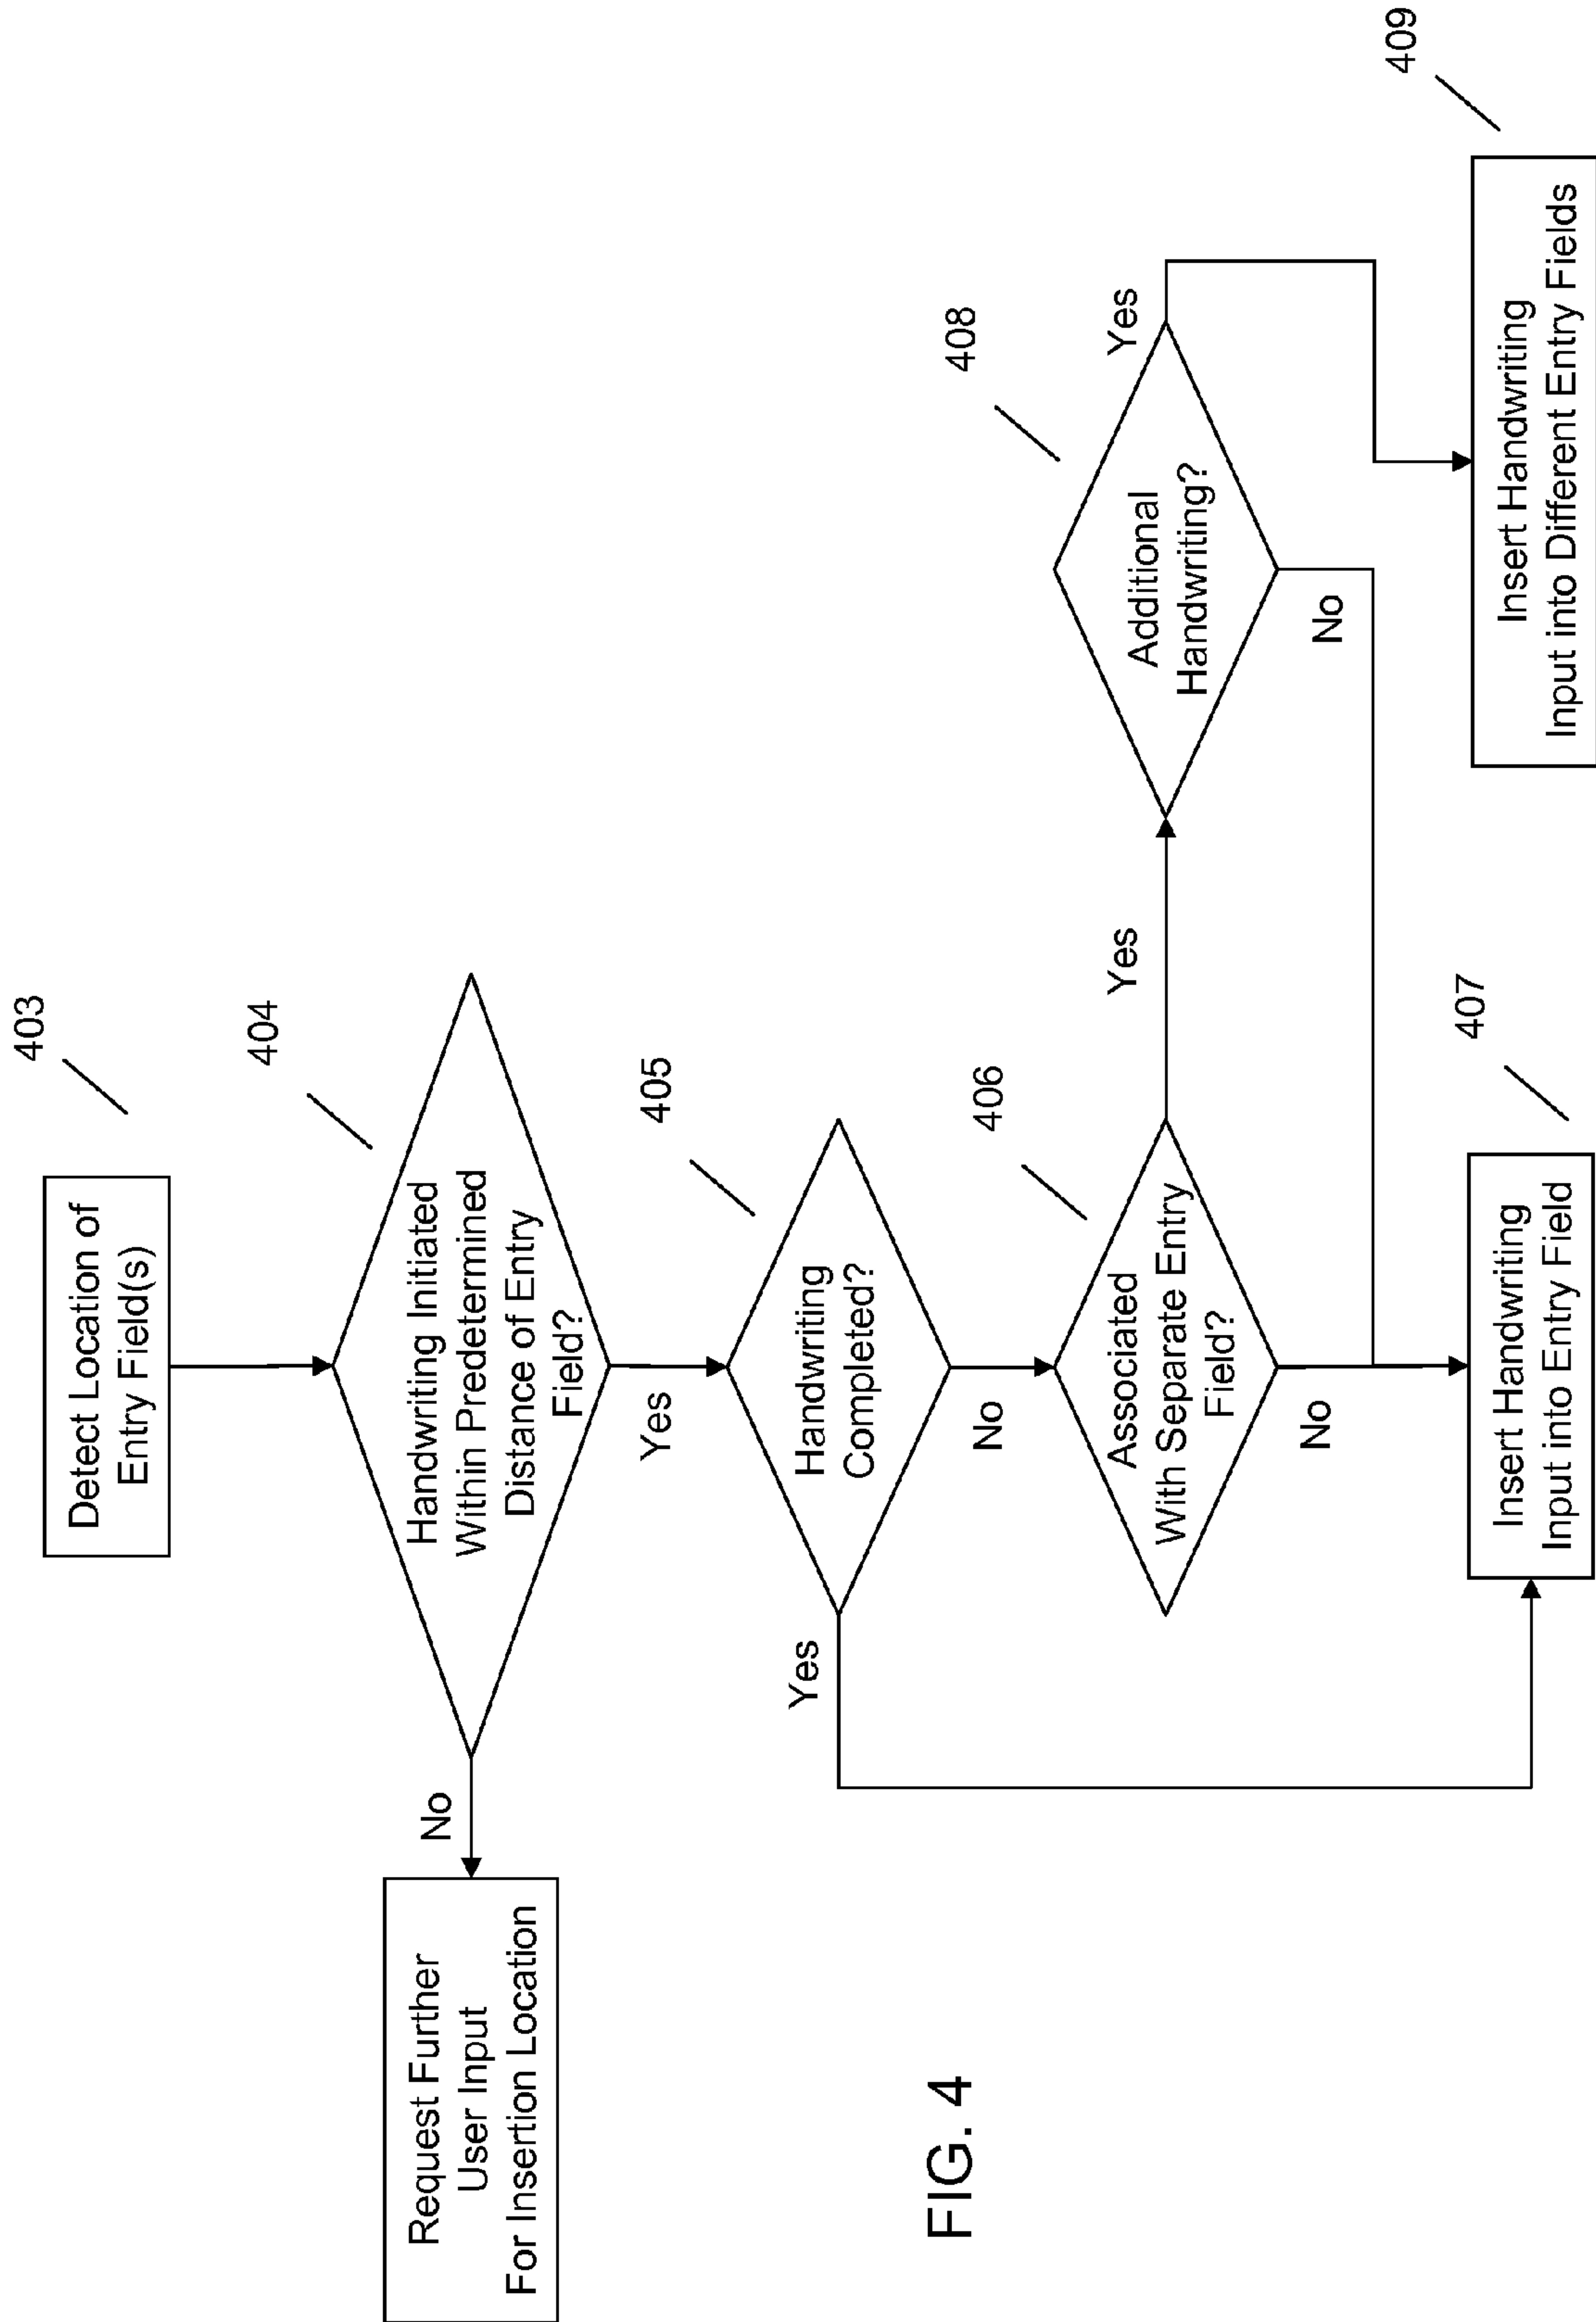 403
Detect Location of
Entry Field(s)
404
Handwriting Initiated
Within Predetermined
Distance of Entry
Field?
No
Request Further
User Input
For Insertion Location
Yes
405
Handwriting
Completed?
Yes
No
406
Associated
With Separate Entry
Field?
Yes
No
408
Additional
Handwriting?
Yes
No
407
Insert Handwriting
Input into Entry Field
409
Insert Handwriting
Input into Different Entry Fields
FIG. 4